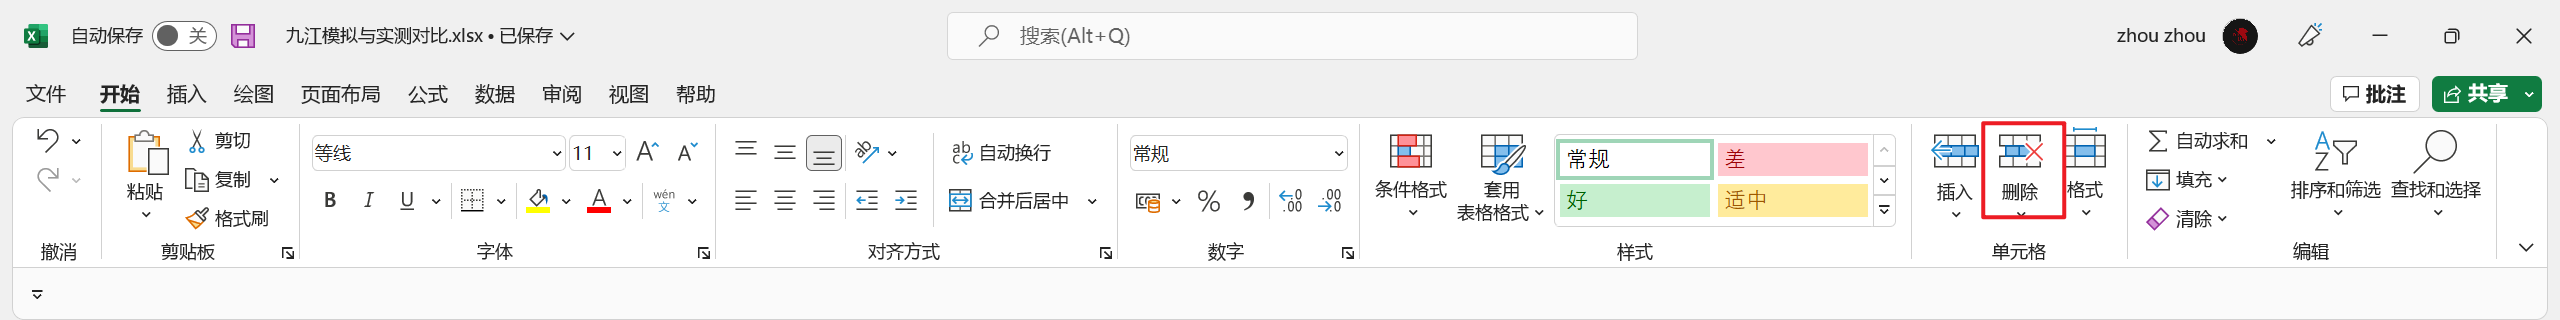 自动保存 关 九江模拟与实测对比.xlsx • 已保存 搜索(Alt+Q) zhou zhou
文件 开始 插入 绘图 页面布局 公式 数据 审阅 视图 帮助 批注 共享
粘贴 剪切 复制 格式刷
等线 11
B I U wén 文
ab 自动换行
合并后居中
常规
% , .00 .0
条件格式 套用
表格格式
常规 差
好 适中
插入 删除 格式
自动求和
填充
清除
排序和筛选 查找和选择
撤消 剪贴板 字体 对齐方式 数字 样式 单元格 编辑